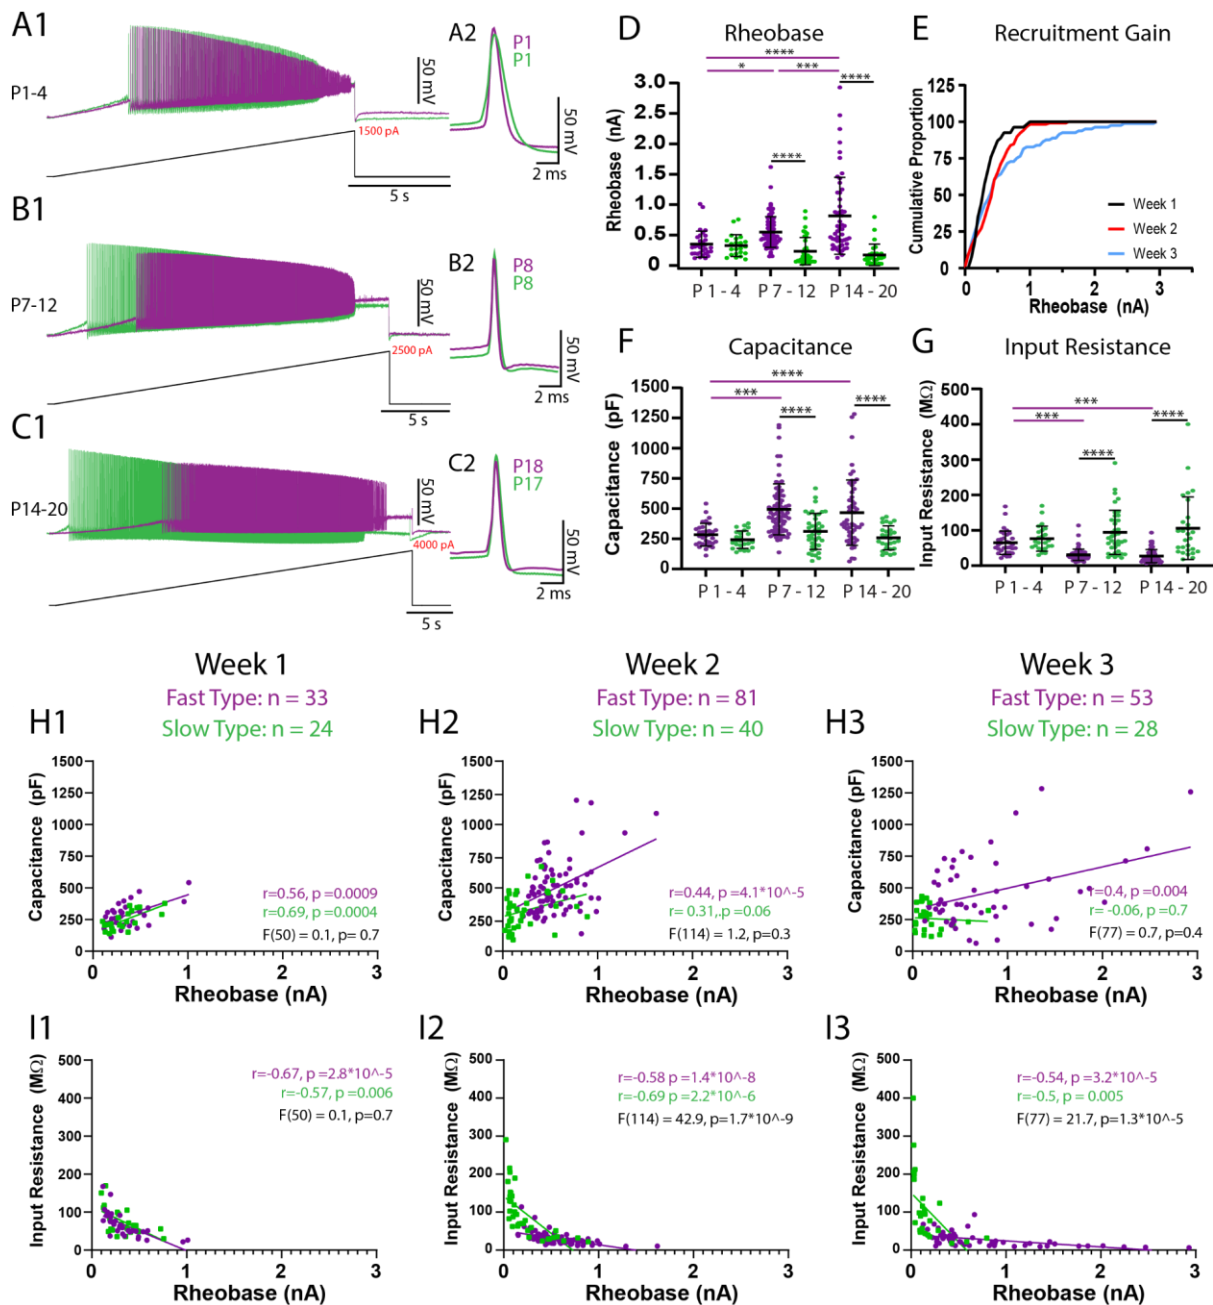 A1
P1-4
50 mV
1500 pA
5 s
A2
P1
P1
50 mV
2 ms
B1
P7-12
50 mV
2500 pA
5 s
B2
P8
P8
50 mV
2 ms
C1
P14-20
50 mV
4000 pA
5 s
C2
P18
P17
50 mV
2 ms
D
Rheobase
****
* ***
****
****
Rheobase (nA)
3.0
2.5
2.0
1.5
1.0
0.5
0
P 1 - 4 P 7 - 12 P 14 - 20
E
Recruitment Gain
Cumulative Proportion
125
100
75
50
25
0
Week 1
Week 2
Week 3
0 1 2 3
Rheobase (nA)
F
Capacitance
****
***
****
****
Capacitance (pF)
1500
1250
1000
750
500
250
0
P 1 - 4 P 7 - 12 P 14 - 20
G
Input Resistance
***
***
****
****
Input Resistance (MΩ)
500
400
300
200
100
0
P 1 - 4 P 7 - 12 P 14 - 20
Week 1
Fast Type: n = 33
Slow Type: n = 24
Week 2
Fast Type: n = 81
Slow Type: n = 40
Week 3
Fast Type: n = 53
Slow Type: n = 28
H1
Capacitance (pF)
1500
1250
1000
750
500
250
0
r=0.56, p =0.0009
r=0.69, p =0.0004
F(50) = 0.1, p= 0.7
0 1 2 3
Rheobase (nA)
H2
Capacitance (pF)
1500
1250
1000
750
500
250
0
r=0.44, p =4.1*10^-5
r= 0.31,.p =0.06
F(114) = 1.2, p=0.3
0 1 2 3
Rheobase (nA)
H3
Capacitance (pF)
1500
1250
1000
750
500
250
0
r=0.4, p =0.004
r= -0.06, p =0.7
F(77) = 0.7, p=0.4
0 1 2 3
Rheobase (nA)
I1
Input Resistance (MΩ)
500
400
300
200
100
0
r=-0.67, p =2.8*10^-5
r=-0.57, p =0.006
F(50) = 0.1, p=0.7
0 1 2 3
Rheobase (nA)
I2
Input Resistance (MΩ)
500
400
300
200
100
0
r=-0.58 p =1.4*10^-8
r=-0.69 p =2.2*10^-6
F(114) = 42.9, p=1.7*10^-9
0 1 2 3
Rheobase (nA)
I3
Input Resistance (MΩ)
500
400
300
200
100
0
r=-0.54, p =3.2*10^-5
r=-0.5, p = 0.005
F(77) = 21.7, p=1.3*10^-5
0 1 2 3
Rheobase (nA)